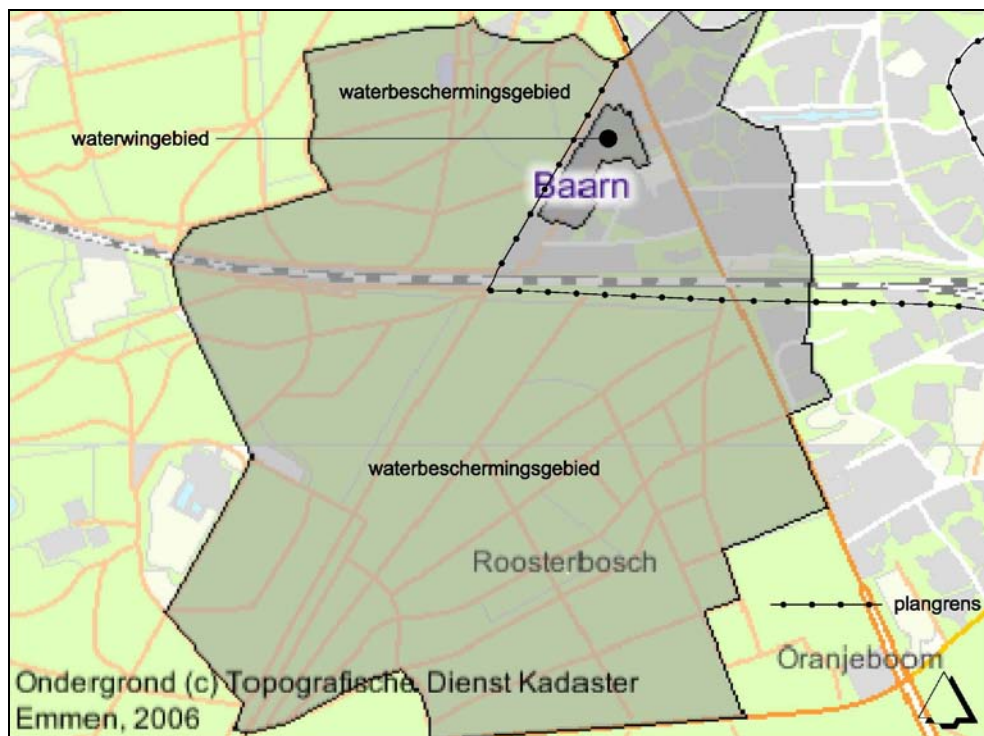 waterbeschermingsgebied
waterwingebied
Baarn
waterbeschermingsgebied
Roosterbosch
plangrens
Oranjeboom
Ondergrond (c) Topografische Dienst Kadaster
Emmen, 2006